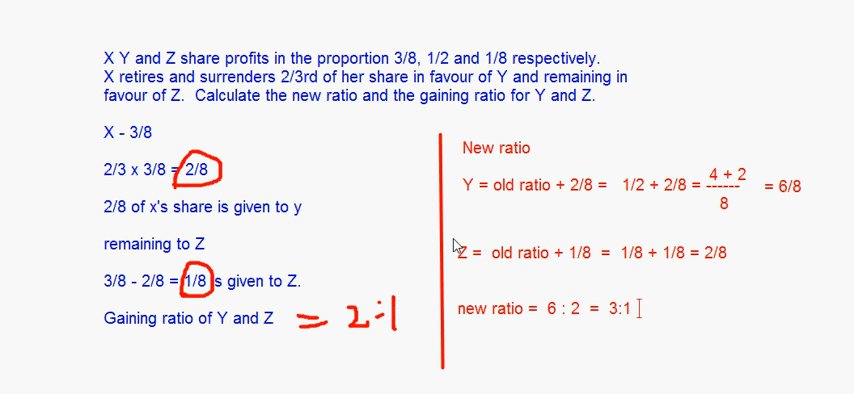 X Y and Z share profits in the proportion 3/8, 1/2 and 1/8 respectively.
X retires and surrenders 2/3rd of her share in favour of Y and remaining in
favour of Z. Calculate the new ratio and the gaining ratio for Y and Z.
X - 3/8
2/3 x 3/8 = 2/8
2/8 of x's share is given to y
remaining to Z
3/8 - 2/8 = 1/8 is given to Z.
Gaining ratio of Y and Z = 2:1
New ratio
Y = old ratio + 2/8 = 1/2 + 2/8 = 4 + 2
------ = 6/8
8
Z = old ratio + 1/8 = 1/8 + 1/8 = 2/8
new ratio = 6 : 2 = 3:1